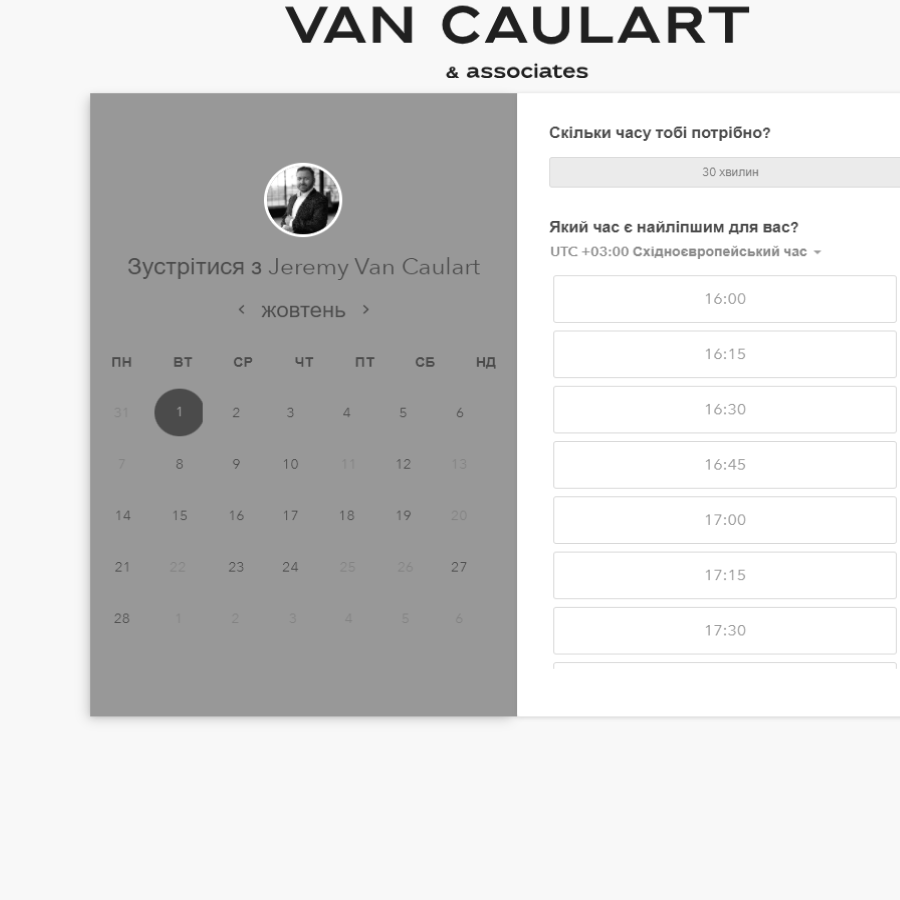 VAN CAULART
& associates
Зустрітися з Jeremy Van Caulart
жовтень
ПН ВТ СР ЧТ ПТ СБ НД
31 1 2 3 4 5 6
7 8 9 10 11 12 13
14 15 16 17 18 19 20
21 22 23 24 25 26 27
28 1 2 3 4 5 6
Скільки часу тобі потрібно?
30 хвилин
Який час є найліпшим для вас?
UTC +03:00 Східноєвропейський час
16:00
16:15
16:30
16:45
17:00
17:15
17:30